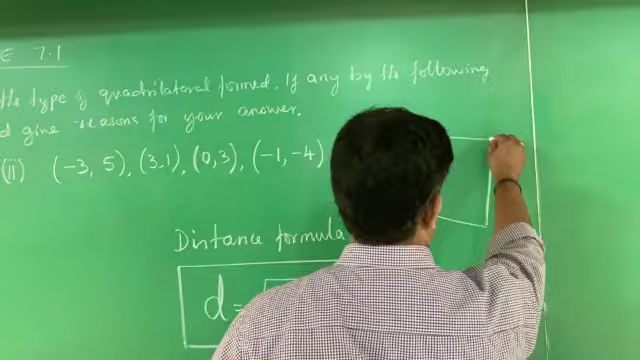 E 7.1
the type of quadrilateral formed. If any by the following
d give reasons for your answer.
(ii) (-3, 5), (3,1), (0,3), (-1,-4)
Distance formula
d=